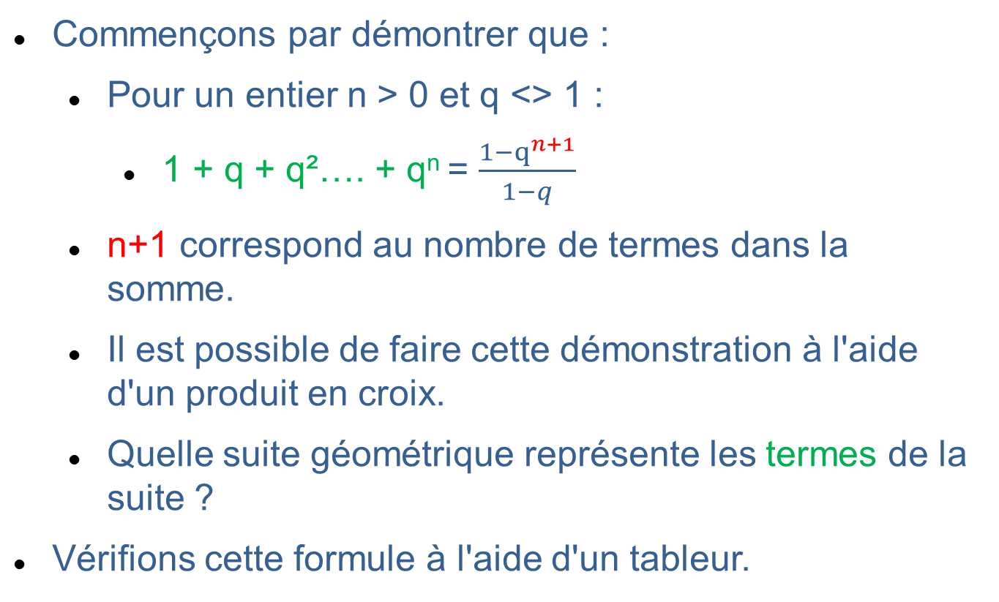 Commençons par démontrer que :
Pour un entier n > 0 et q <> 1 :
1 + q + q²…. + qⁿ = \frac{1−q^{n+1}}{1−q}
n+1 correspond au nombre de termes dans la
somme.
Il est possible de faire cette démonstration à l'aide
d'un produit en croix.
Quelle suite géométrique représente les termes de la
suite ?
Vérifions cette formule à l'aide d'un tableur.